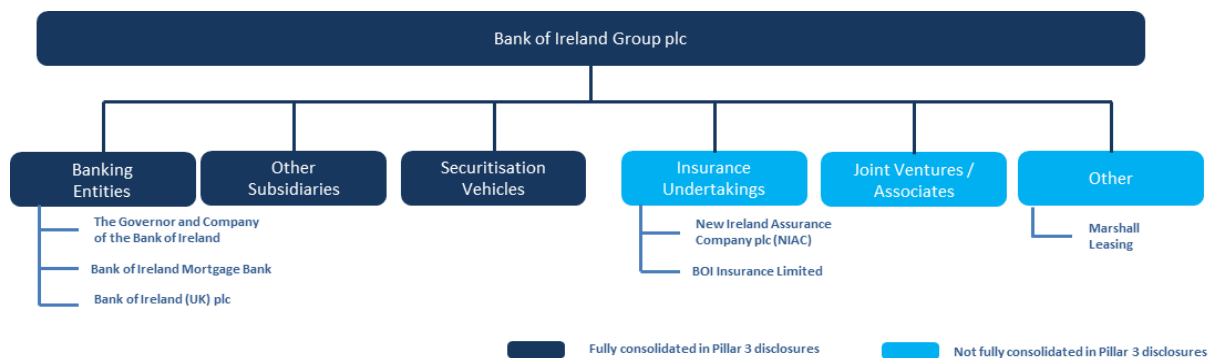 Bank of Ireland Group plc
Banking
Entities
Other
Subsidiaries
Securitisation
Vehicles
Insurance
Undertakings
Joint Ventures /
Associates
Other
The Governor and Company
of the Bank of Ireland
Bank of Ireland Mortgage Bank
Bank of Ireland (UK) plc
New Ireland Assurance
Company plc (NIAC)
BOI Insurance Limited
Marshall
Leasing
Fully consolidated in Pillar 3 disclosures
Not fully consolidated in Pillar 3 disclosures